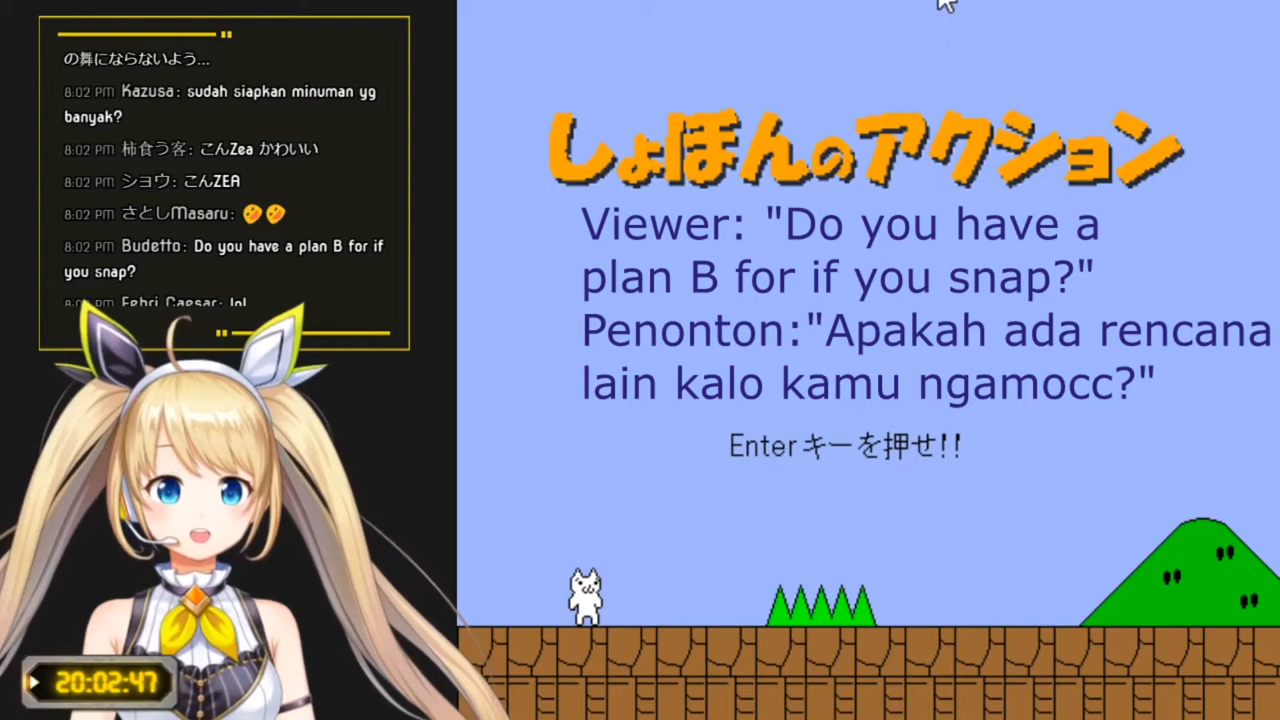 の舞にならないよう...
8:02 PM Kazusa: sudah siapkan minuman yg
banyak?
8:02 PM 柿食う客: こんZea かわいい
8:02 PM ショウ: こんZEA
8:02 PM さとしMasaru:
8:02 PM Budetto: Do you have a plan B for if
you snap?
8:02 PM Febri Caesar: lol
しょぼんのアクション
Viewer: "Do you have a
plan B for if you snap?"
Penonton:"Apakah ada rencana
lain kalo kamu ngamocc?"
Enterキーを押せ!!
20:02:47